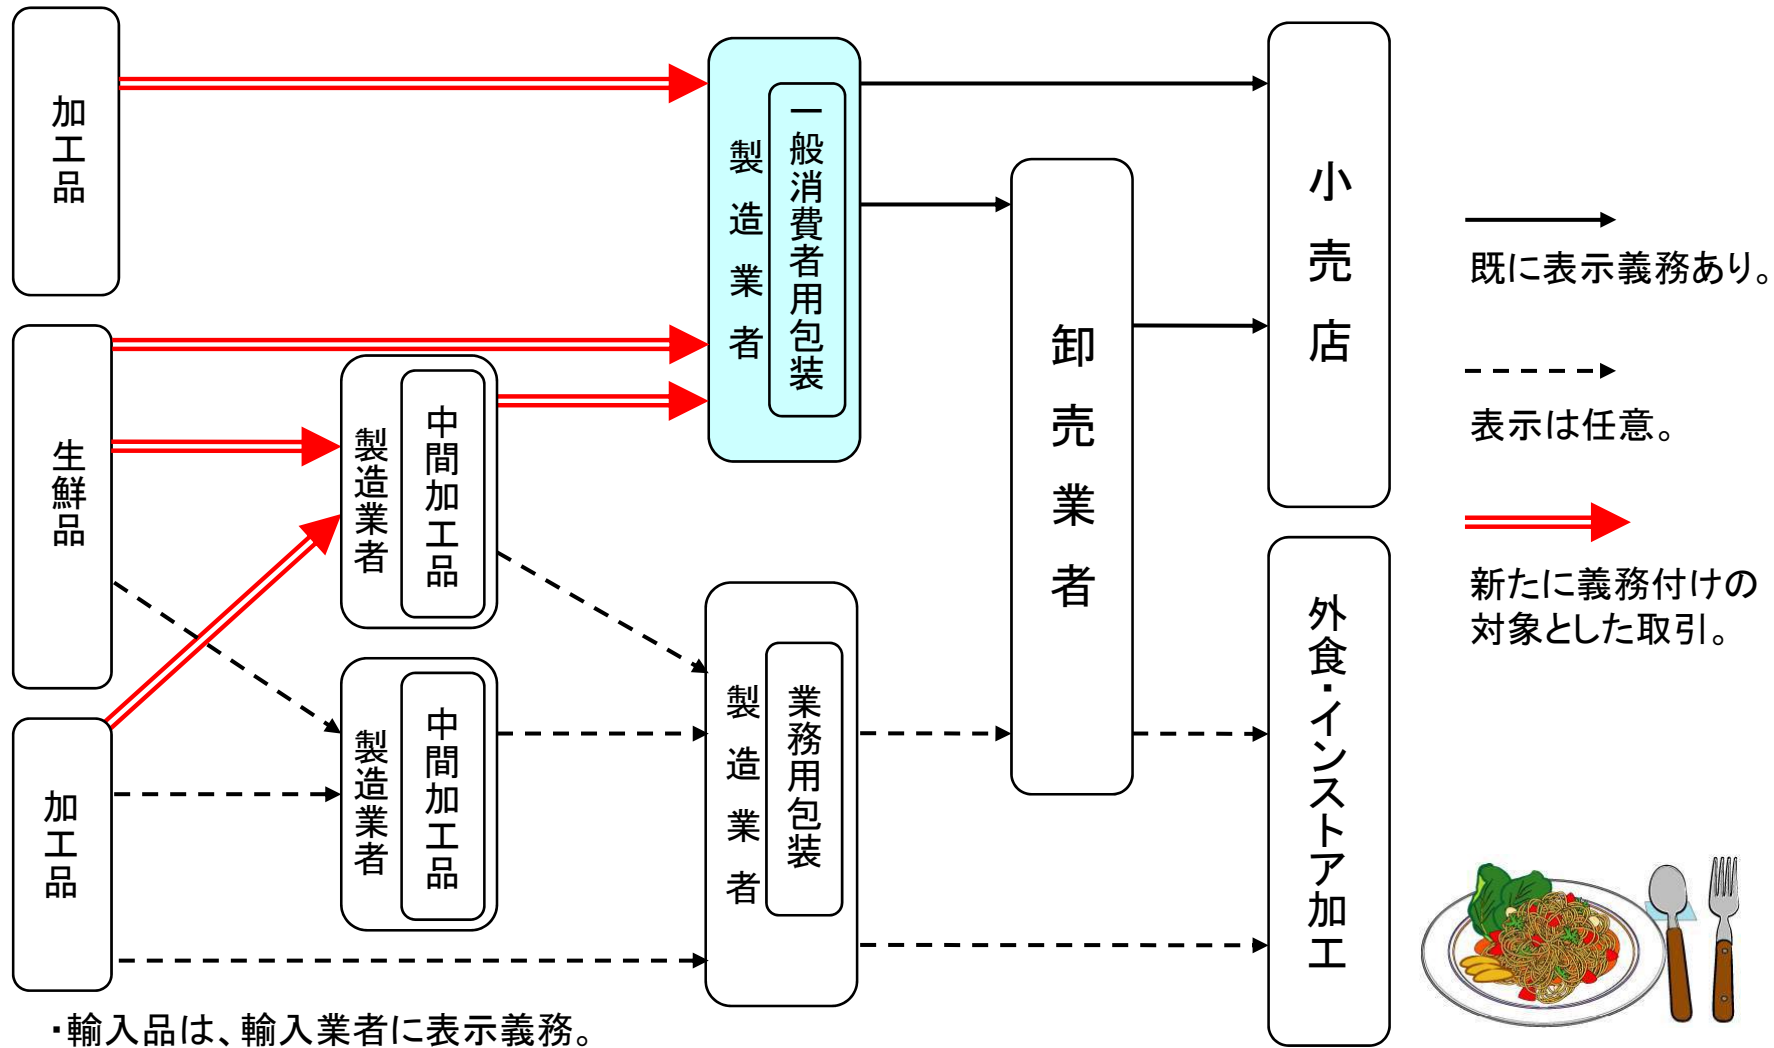 加工品
生鮮品
加工品
製造業者
中間加工品
製造業者
中間加工品
製造業者
一般消費者用包装
製造業者
業務用包装
卸売業者
小売店
外食・インストア加工
既に表示義務あり。
表示は任意。
新たに義務付けの
対象とした取引。
・輸入品は、輸入業者に表示義務。